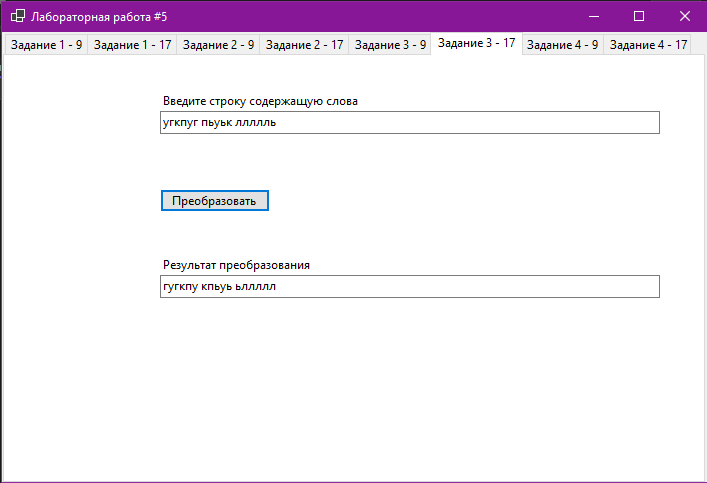 Лабораторная работа #5
Задание 1 - 9 Задание 1 - 17 Задание 2 - 9 Задание 2 - 17 Задание 3 - 9 Задание 3 - 17 Задание 4 - 9 Задание 4 - 17
Введите строку содержащую слова
угкпуг пьуьк лллллль
Преобразовать
Результат преобразования
гугкпу кпьуь ьллллл